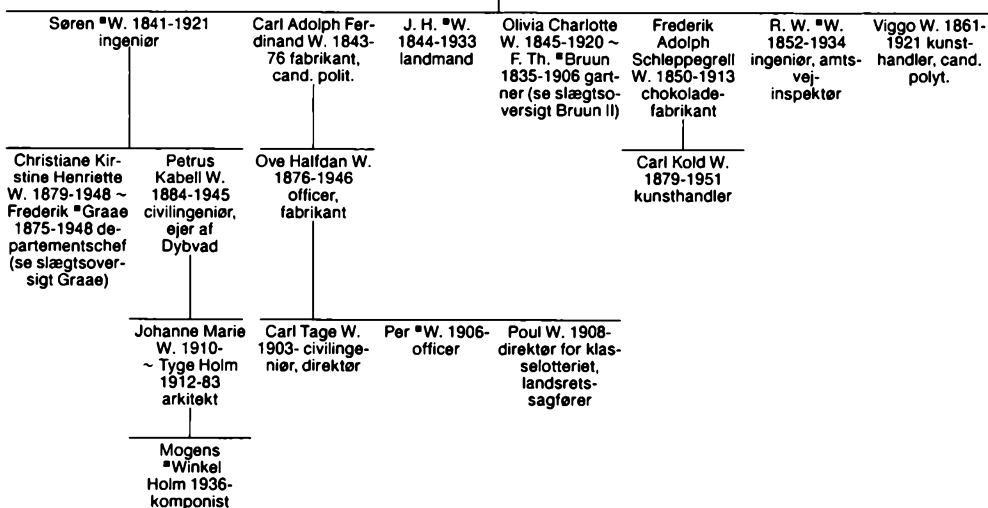 Søren *W. 1841-1921
ingeniør
Carl Adolph Fer-
dinand W. 1843-
76 fabrikant,
cand. polit.
J. H. *W.
1844-1933
landmand
Olivia Charlotte
W. 1845-1920 ~
F. Th. *Bruun
1835-1906 gart-
ner (se slægtso-
versigt Bruun II)
Frederik
Adolph
Schleppegrell
W. 1850-1913
chokolade-
fabrikant
R. W. *W.
1852-1934
ingeniør, amts-
vej-
inspektør
Viggo W. 1861-
1921 kunst-
handler, cand.
polyt.
Christiane Kir-
stine Henriette
W. 1879-1948 ~
Frederik *Graae
1875-1948 de-
partementschef
(se slægtsover-
sigt Graae)
Petrus
Kabell W.
1884-1945
civilingeniør,
ejer af
Dybvad
Ove Halfdan W.
1876-1946
officer,
fabrikant
Carl Kold W.
1879-1951
kunsthandler
Johanne Marie
W. 1910-
~ Tyge Holm
1912-83
arkitekt
Carl Tage W.
1903- civilinge-
niør, direktør
Per *W. 1906-
officer
Poul W. 1908-
direktør for klas-
selotteriet,
landsrets-
sagfører
Mogens
*Winkel
Holm 1936-
komponist